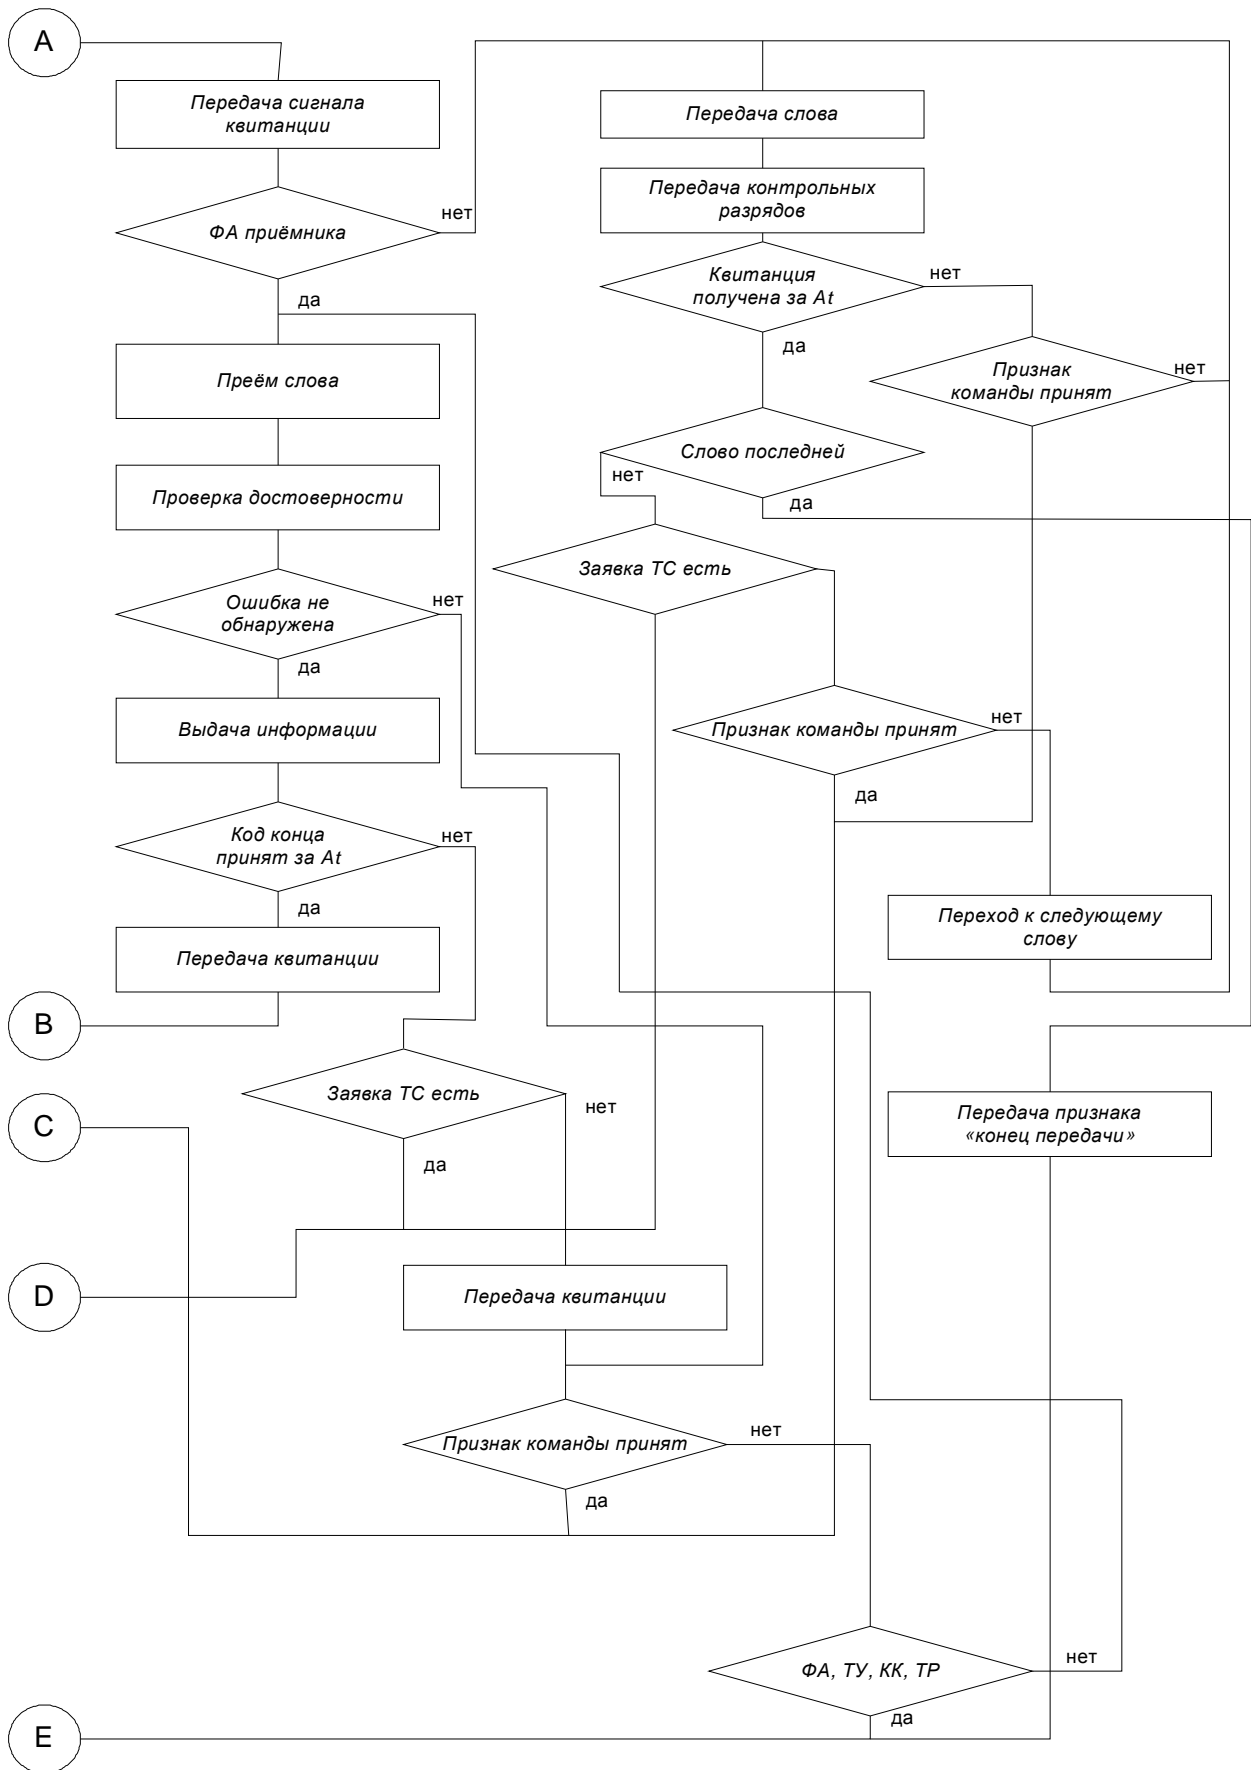 A
Передача сигнала
квитанции
ФА приёмника
нет
да
Преём слова
Проверка достоверности
Ошибка не
обнаружена
нет
да
Выдача информации
Код конца
принят за At
нет
да
Передача квитанции
B
Заявка ТС есть
нет
да
C
D
Передача квитанции
Признак команды принят
нет
да
E
Передача слова
Передача контрольных
разрядов
Квитанция
получена за At
нет
да
Признак
команды принят
нет
Слово последней
нет
да
Заявка ТС есть
Признак команды принят
нет
да
Переход к следующему
слову
Передача признака
«конец передачи»
ФА, ТУ, КК, ТР
нет
да